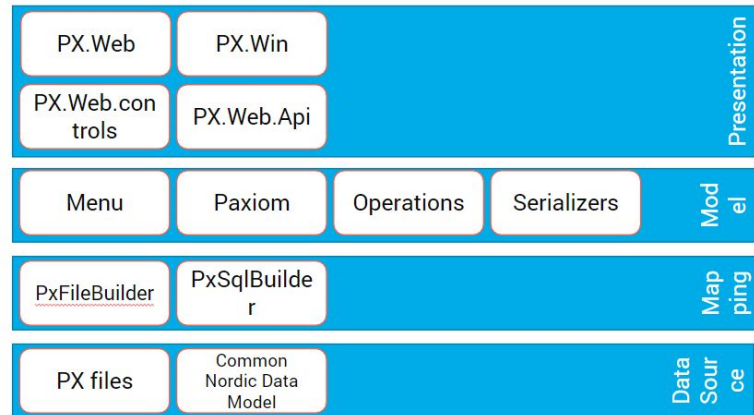 PX.Web
PX.Win
PX.Web.con
trols
PX.Web.Api
Presentation
Menu
Paxiom
Operations
Serializers
Mod
el
PxFileBuilder
PxSqlBuilde
r
Map
ping
PX files
Common
Nordic Data
Model
Data
Sour
ce